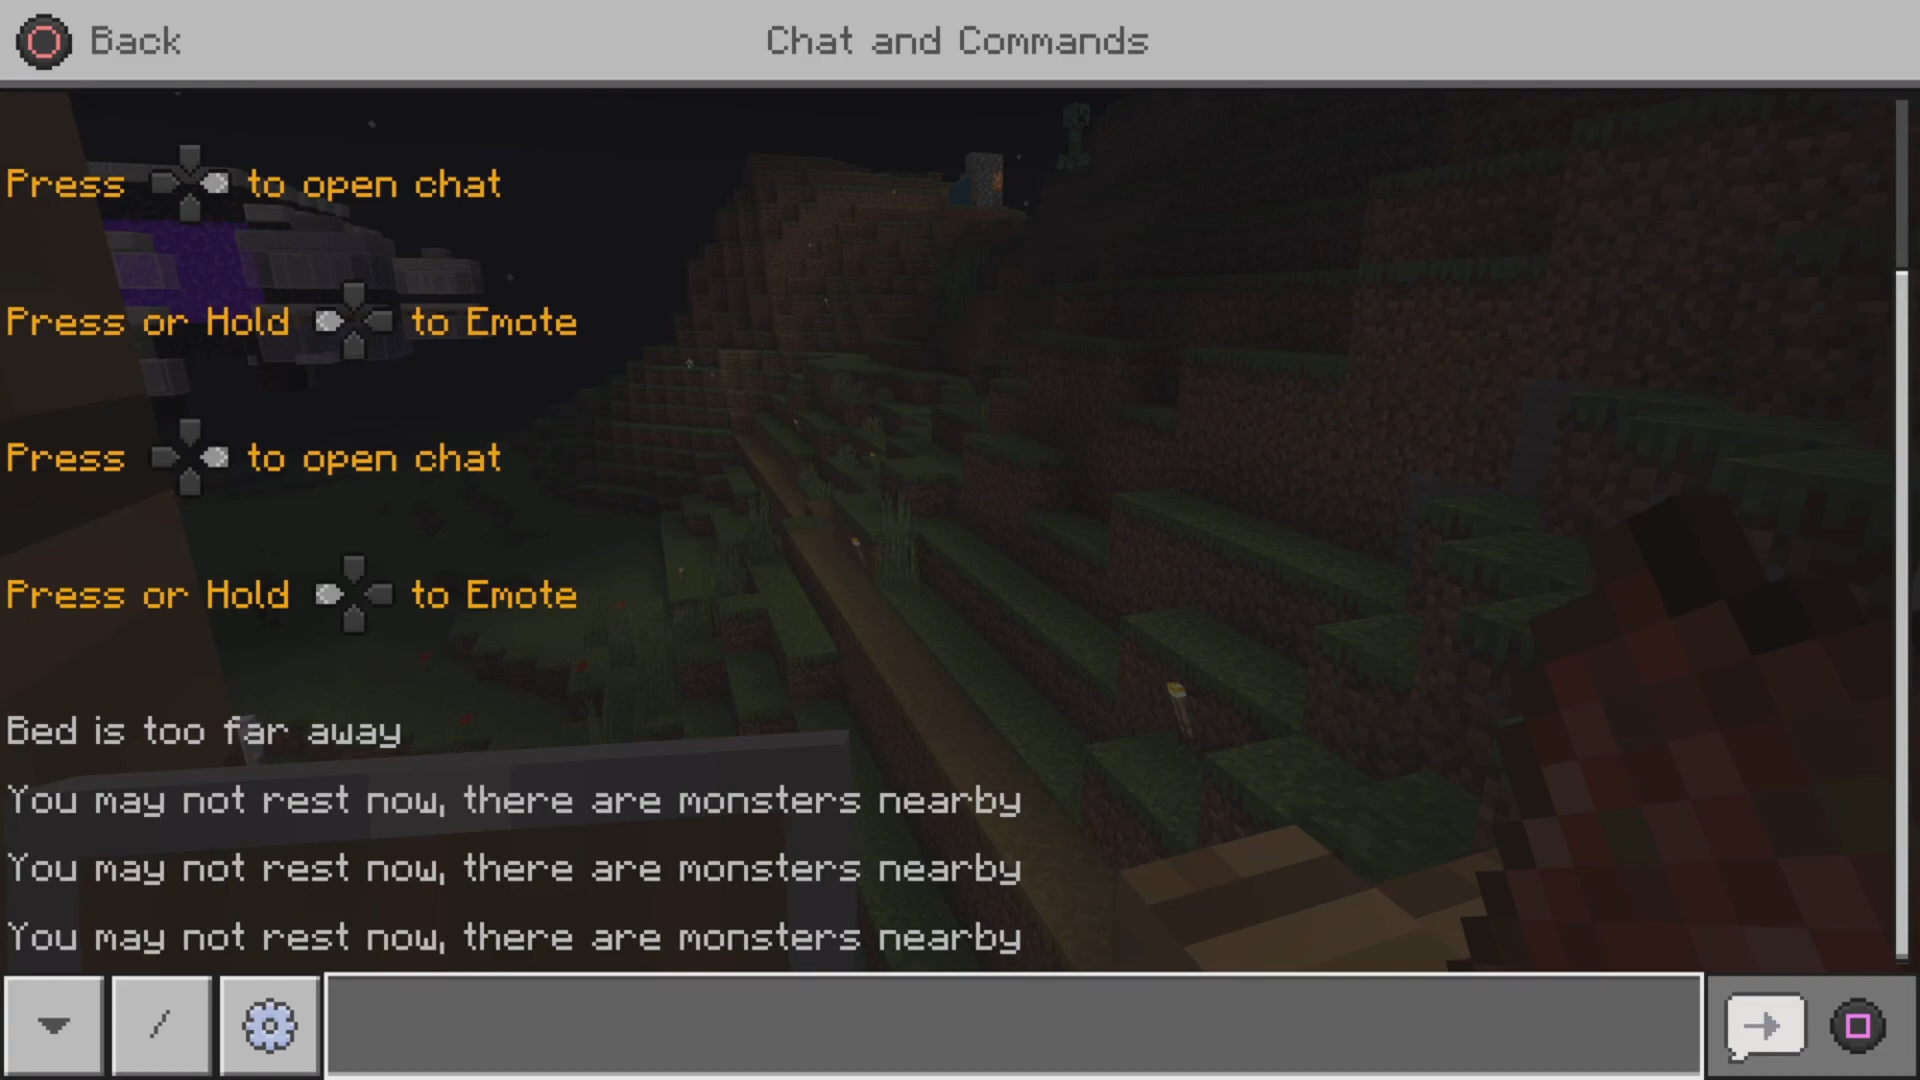 Back
Chat and Commands
Press to open chat
Press or Hold to Emote
Press to open chat
Press or Hold to Emote
Bed is too far away
You may not rest now, there are monsters nearby
You may not rest now, there are monsters nearby
You may not rest now, there are monsters nearby
/